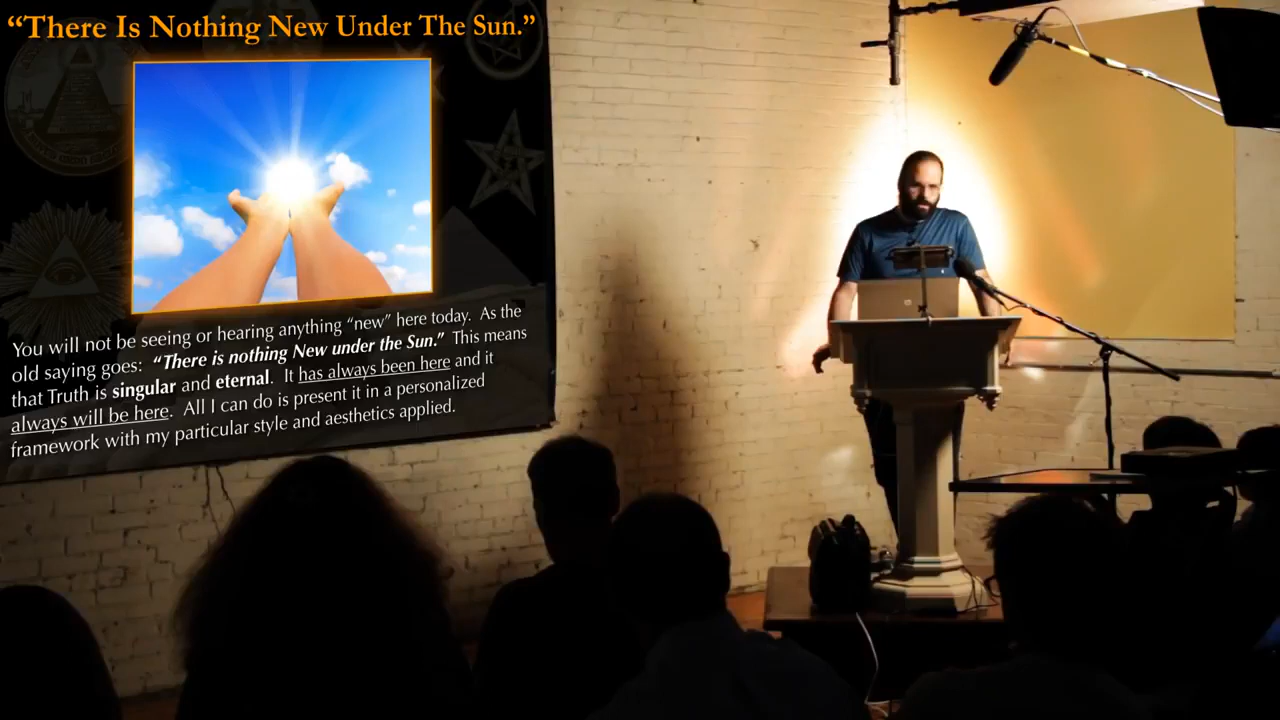 “There Is Nothing New Under The Sun.”
You will not be seeing or hearing anything “new” here today. As the
old saying goes: “There is nothing New under the Sun.” This means
that Truth is singular and eternal. It has always been here and it
always will be here. All I can do is present it in a personalized
framework with my particular style and aesthetics applied.